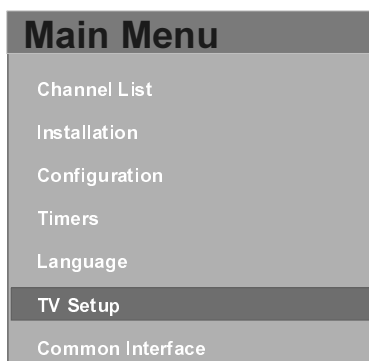 Main Menu
Channel List
Installation
Configuration
Timers
Language
TV Setup
Common Interface